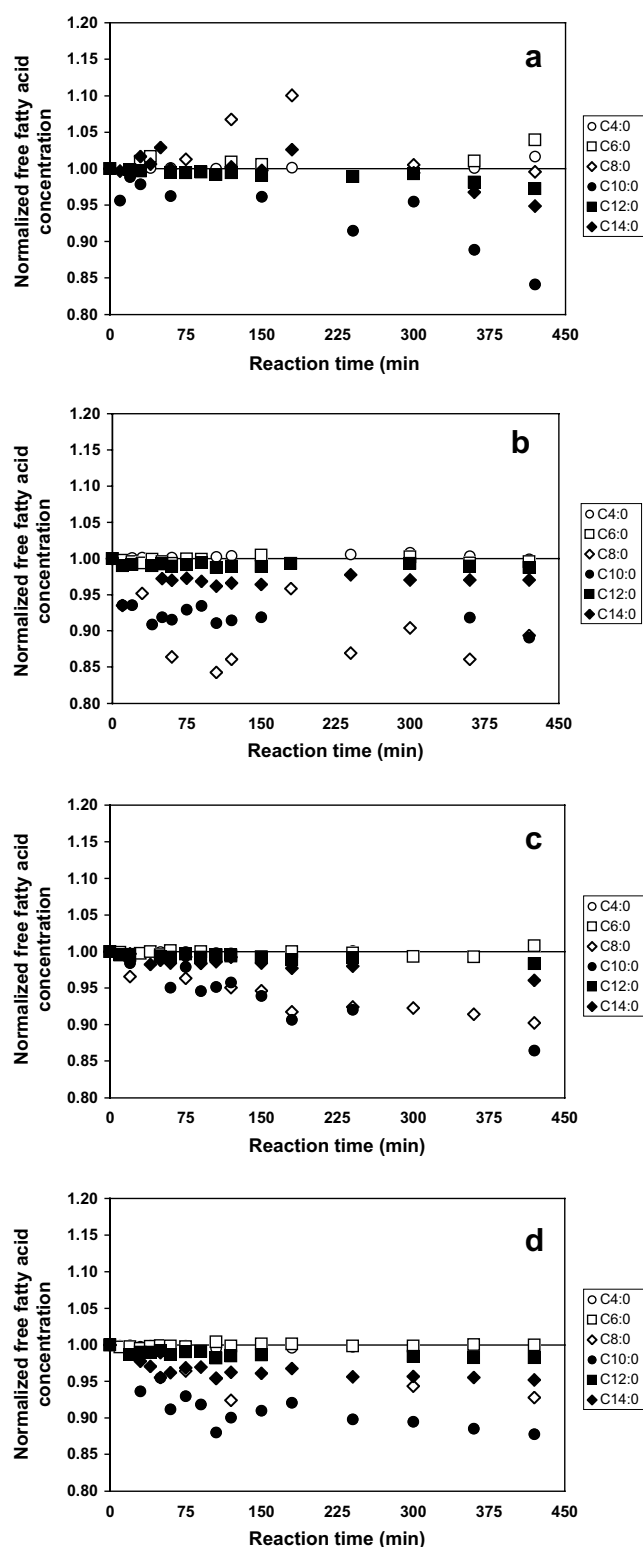 Normalized free fatty acid
concentration
1.20
1.15
1.10
1.05
1.00
0.95
0.90
0.85
0.80
a
0 75 150 225 300 375 450
Reaction time (min
C4:0
C6:0
C8:0
C10:0
C12:0
C14:0
Normalized free fatty acid
concentration
1.20
1.15
1.10
1.05
1.00
0.95
0.90
0.85
0.80
b
0 75 150 225 300 375 450
Reaction time (min)
C4:0
C6:0
C8:0
C10:0
C12:0
C14:0
Normalized free fatty acid
concentration
1.20
1.15
1.10
1.05
1.00
0.95
0.90
0.85
0.80
c
0 75 150 225 300 375 450
Reaction time (min)
C4:0
C6:0
C8:0
C10:0
C12:0
C14:0
Normalized free fatty acid
concentration
1.20
1.15
1.10
1.05
1.00
0.95
0.90
0.85
0.80
d
0 75 150 225 300 375 450
Reaction time (min)
C4:0
C6:0
C8:0
C10:0
C12:0
C14:0